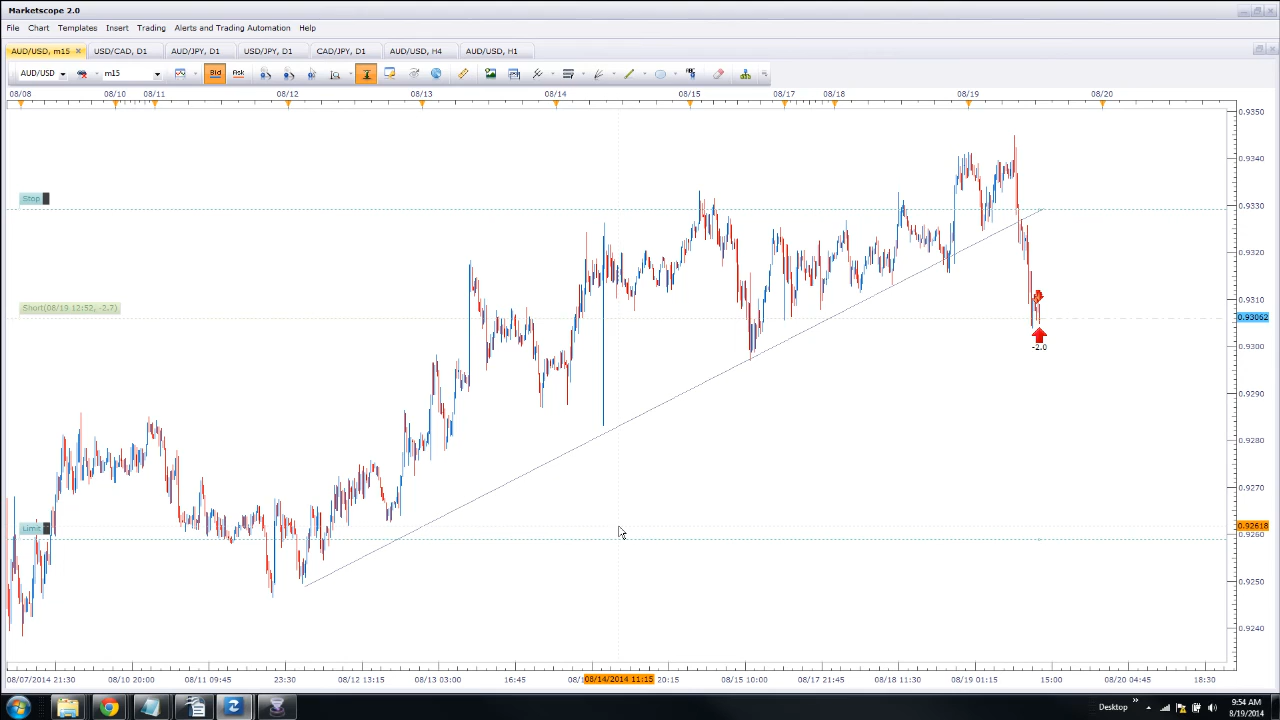 Marketscope 2.0
File Chart Templates Insert Trading Alerts and Trading Automation Help
AUD/USD, m15 USD/CAD, D1 AUD/JPY, D1 USD/JPY, D1 CAD/JPY, D1 AUD/USD, H4 AUD/USD, H1
AUD/USD m15 Bid Ask
08/08 08/10 08/11 08/12 08/13 08/14 08/15 08/17 08/18 08/19 08/20
0.9350
0.9340
Stop
0.9330
0.9320
Short(08/19 12:52, -2.7)
0.9310
0.93052
-2.0
0.9300
0.9290
0.9280
0.9270
Limit
0.92618
0.9260
0.9250
0.9240
08/07/2014 21:30 08/10 20:00 08/11 09:45 23:30 08/13 03:00 16:45 08/14/2014 11:15 20:15 08/15 10:00 08/17 21:45 08/18 11:30 08/19 01:15 15:00 08/20 04:45 18:30
Desktop
9:54 AM
8/19/2014